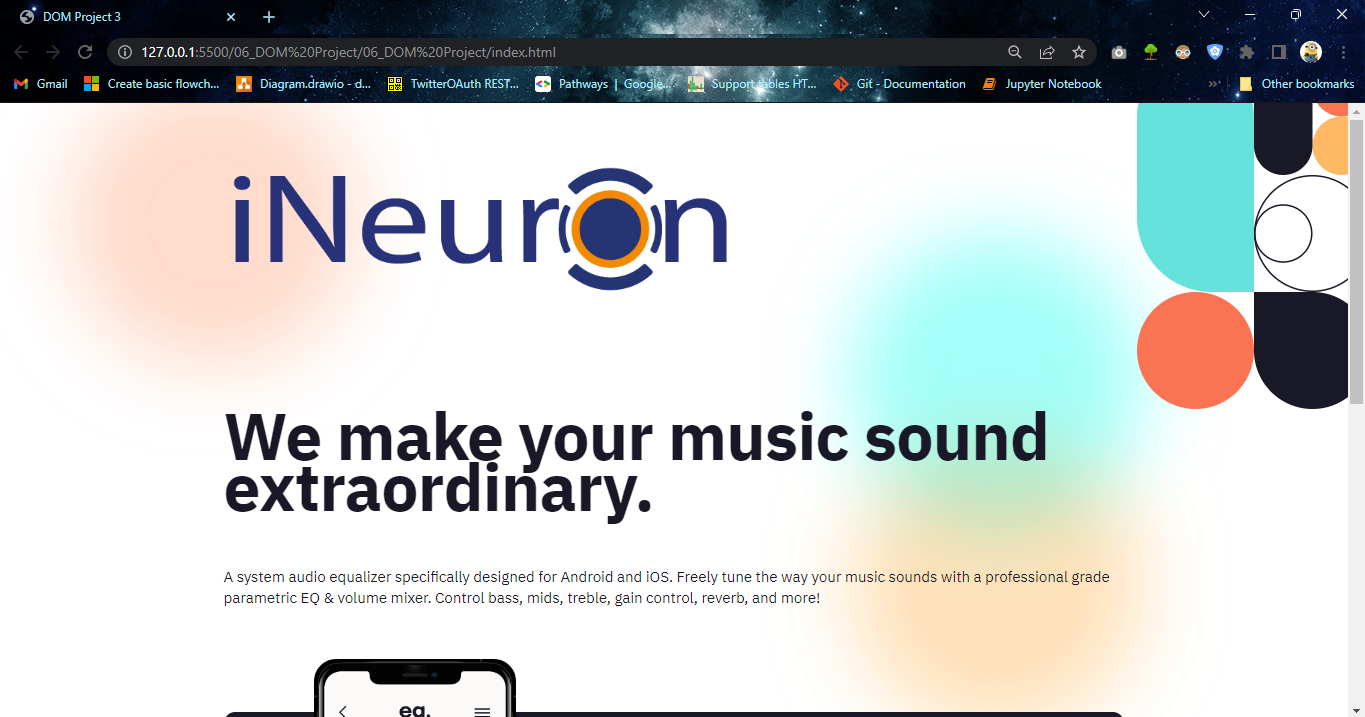 DOM Project 3
127.0.0.1:5500/06_DOM%20Project/06_DOM%20Project/index.html
Gmail
Create basic flowch...
Diagram.drawio - d...
TwitterOAuth REST...
Pathways | Google...
Support tables HT...
Git - Documentation
Jupyter Notebook
Other bookmarks
iNeuron
We make your music sound
extraordinary.
A system audio equalizer specifically designed for Android and iOS. Freely tune the way your music sounds with a professional grade
parametric EQ & volume mixer. Control bass, mids, treble, gain control, reverb, and more!
eq.